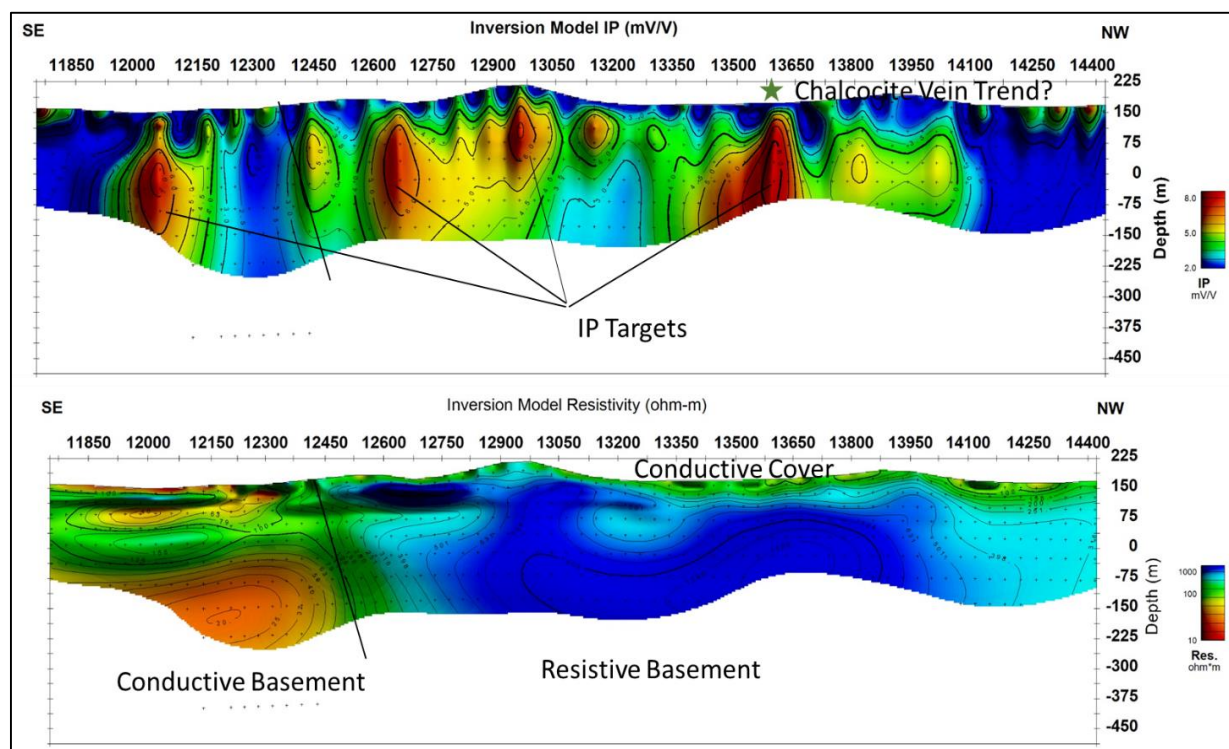 Inversion Model IP (mV/V)
SE
NW
11850 12000 12150 12300 12450 12600 12750 12900 13050 13200 13350 13500 13650 13800 13950 14100 14250 14400
225
Chalcocite Vein Trend?
150
75
0
-75
-150
-225
-300
-375
-450
Depth (m)
8.0
2.0
IP
mV/V
IP Targets
SE
Inversion Model Resistivity (ohm-m)
NW
11850 12000 12150 12300 12450 12600 12750 12900 13050 13200 13350 13500 13650 13800 13950 14100 14250 14400
Conductive Cover
225
150
75
0
-75
-150
-225
-300
-375
-450
Depth (m)
1000
100
10
Res.
ohm*m
Conductive Basement
Resistive Basement